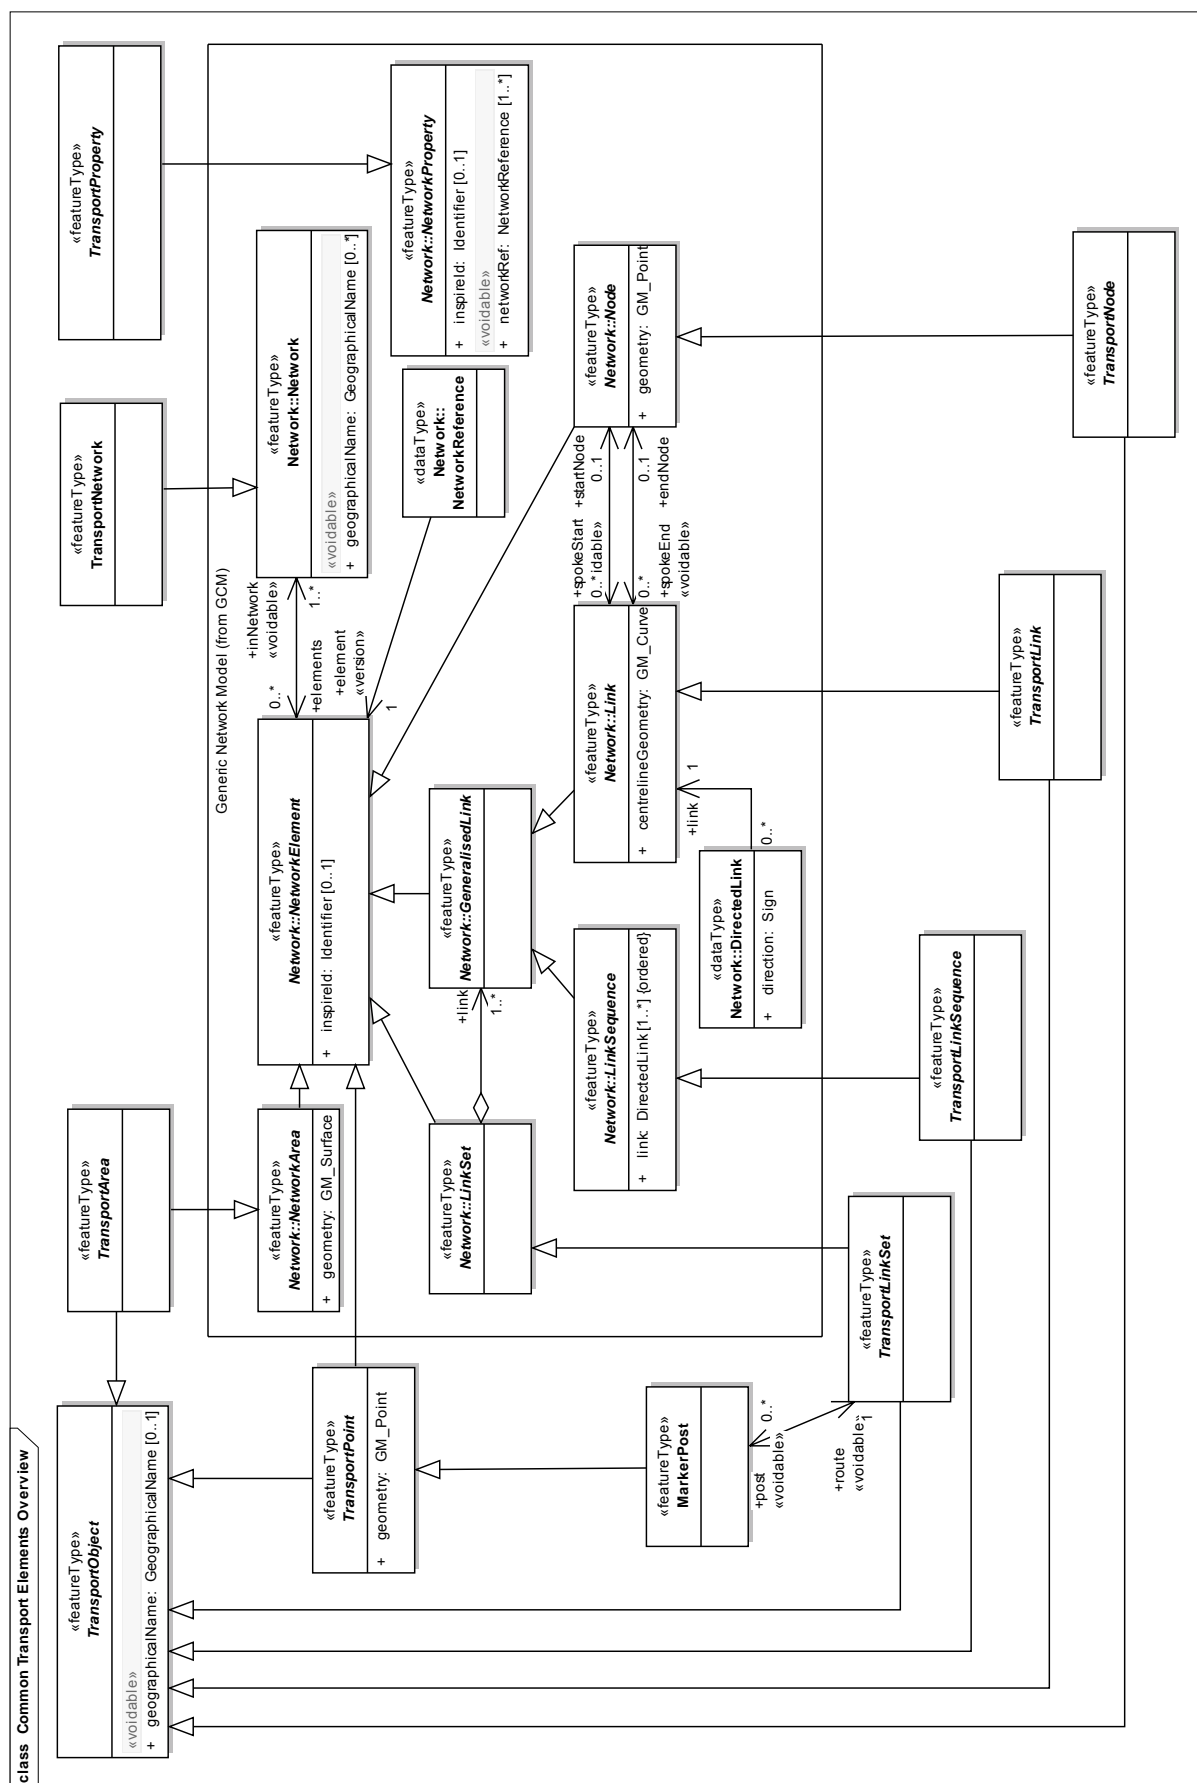 class Common Transport Elements Overview
«featureType»
TransportObject
«voidable»
+ geographicalName: GeographicalName [0..1]
«featureType»
TransportArea
«featureType»
TransportNetwork
«featureType»
TransportProperty
Generic Network Model (from GCM)
«featureType»
Network::NetworkArea
+ geometry: GM_Surface
«featureType»
Network::NetworkElement
+ inspireId: Identifier [0..1]
0..*
+elements
+inNetwork
«voidable»
1..*
«featureType»
Network::Network
«voidable»
+ geographicalName: GeographicalName [0..*]
+element
«version»
1
«dataType»
Network::
NetworkReference
«featureType»
Network::NetworkProperty
+ inspireId: Identifier [0..1]
«voidable»
+ networkRef: NetworkReference [1..*]
«featureType»
TransportPoint
+ geometry: GM_Point
«featureType»
Network::LinkSet
+link
1..*
«featureType»
Network::GeneralisedLink
«featureType»
Network::LinkSequence
+ link: DirectedLink [1..*] {ordered}
«featureType»
Network::Link
+ centrelineGeometry: GM_Curve
+spokeStart
0..* idable»
+startNode
0..1
0..*
+spokeEnd
«voidable»
0..1
+endNode
«featureType»
Network::Node
+ geometry: GM_Point
«featureType»
MarkerPost
+post
«voidable»
0..*
+route
«voidable»
1
+link
1
0..*
«dataType»
Network::DirectedLink
+ direction: Sign
«featureType»
TransportLinkSet
«featureType»
TransportLinkSequence
«featureType»
TransportLink
«featureType»
TransportNode